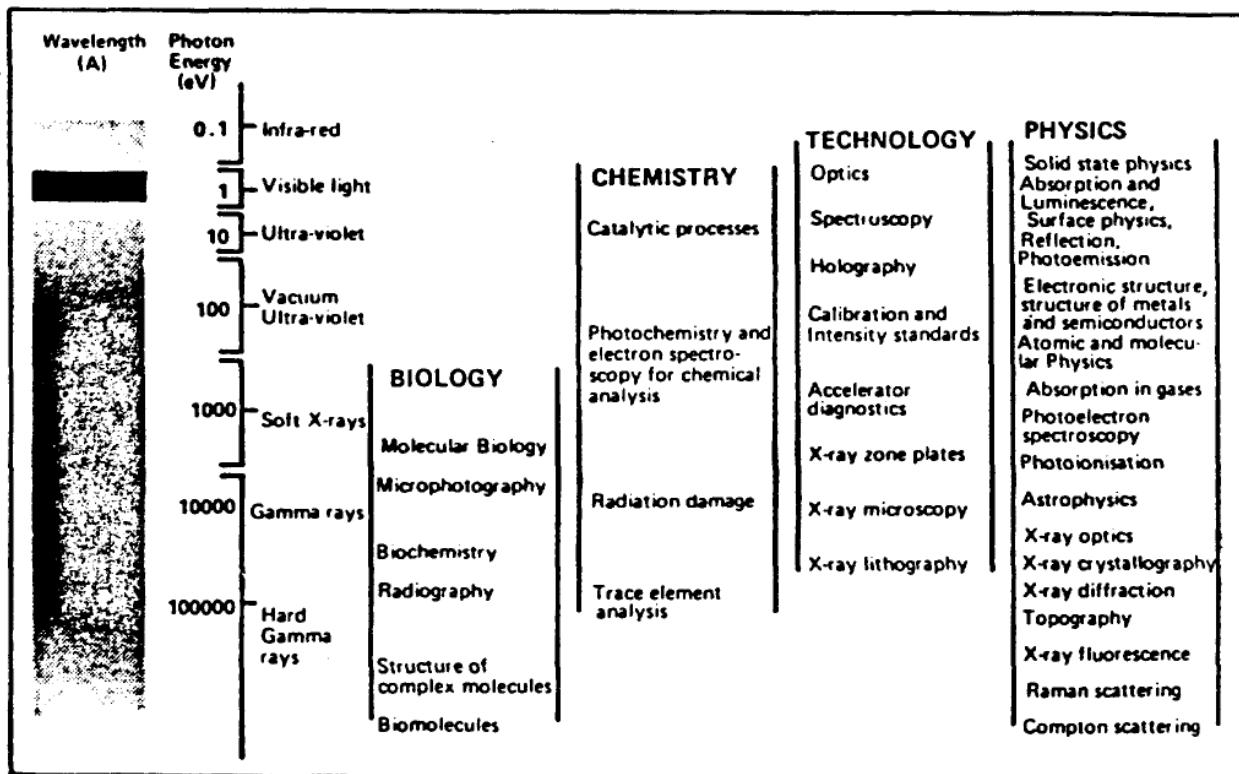 Wavelength
(A)
Photon
Energy
(eV)
0.1
Infra-red
1
Visible light
10
Ultra-violet
100
Vacuum
Ultra-violet
1000
Soft X-rays
10000
Gamma rays
100000
Hard
Gamma
rays
BIOLOGY
Molecular Biology
Microphotography
Biochemistry
Radiography
Structure of
complex molecules
Biomolecules
CHEMISTRY
Catalytic processes
Photochemistry and
electron spectro-
scopy for chemical
analysis
Radiation damage
Trace element
analysis
TECHNOLOGY
Optics
Spectruscopy
Holography
Calibration and
Intensity standards
Accelerator
diagnostics
X-ray zone plates
X-ray microscopy
X-ray lithography
PHYSICS
Solid state physics
Absorption and
Luminescence,
Surface physics,
Reflection,
Photoemission
Electronic structure,
structure of metals
and semiconductors
Atomic and molecu-
lar Physics
Absorption in gases
Photoelectron
spectroscopy
Photoionisation
Astrophysics
X-ray optics
X-ray crystallography
X-ray diffraction
Topography
X-ray fluorescence
Raman scattering
Compton scattering